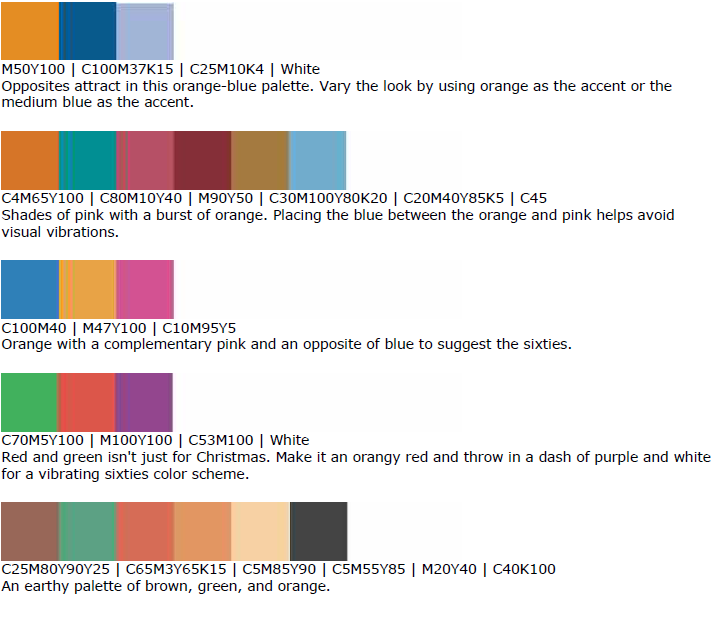 M50Y100 | C100M37K15 | C25M10K4 | White
Opposites attract in this orange-blue palette. Vary the look by using orange as the accent or the
medium blue as the accent.
C4M65Y100 | C80M10Y40 | M90Y50 | C30M100Y80K20 | C20M40Y85K5 | C45
Shades of pink with a burst of orange. Placing the blue between the orange and pink helps avoid
visual vibrations.
C100M40 | M47Y100 | C10M95Y5
Orange with a complementary pink and an opposite of blue to suggest the sixties.
C70M5Y100 | M100Y100 | C53M100 | White
Red and green isn't just for Christmas. Make it an orangy red and throw in a dash of purple and white
for a vibrating sixties color scheme.
C25M80Y90Y25 | C65M3Y65K15 | C5M85Y90 | C5M55Y85 | M20Y40 | C40K100
An earthy palette of brown, green, and orange.